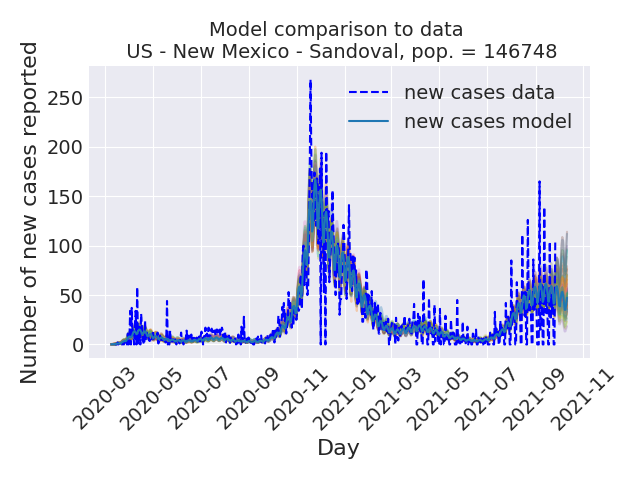 Model comparison to data
US - New Mexico - Sandoval, pop. = 146748
Number of new cases reported
250
200
150
100
50
0
new cases data
new cases model
2020-03
2020-05
2020-07
2020-09
2020-11
2021-01
2021-03
2021-05
2021-07
2021-09
2021-11
Day